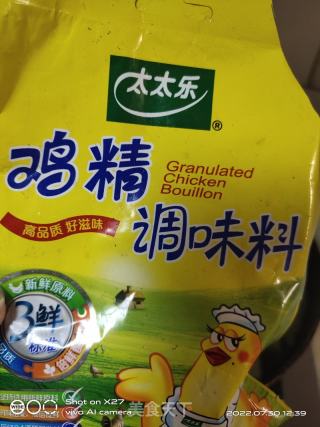 太太乐
®
鸡精
Granulated
Chicken
Bouillon
高品质 好滋味
调味料
新鲜原料
3鲜
标准
Shot on X27
vivo AI camera
美食天下
2022.07.30 12:39